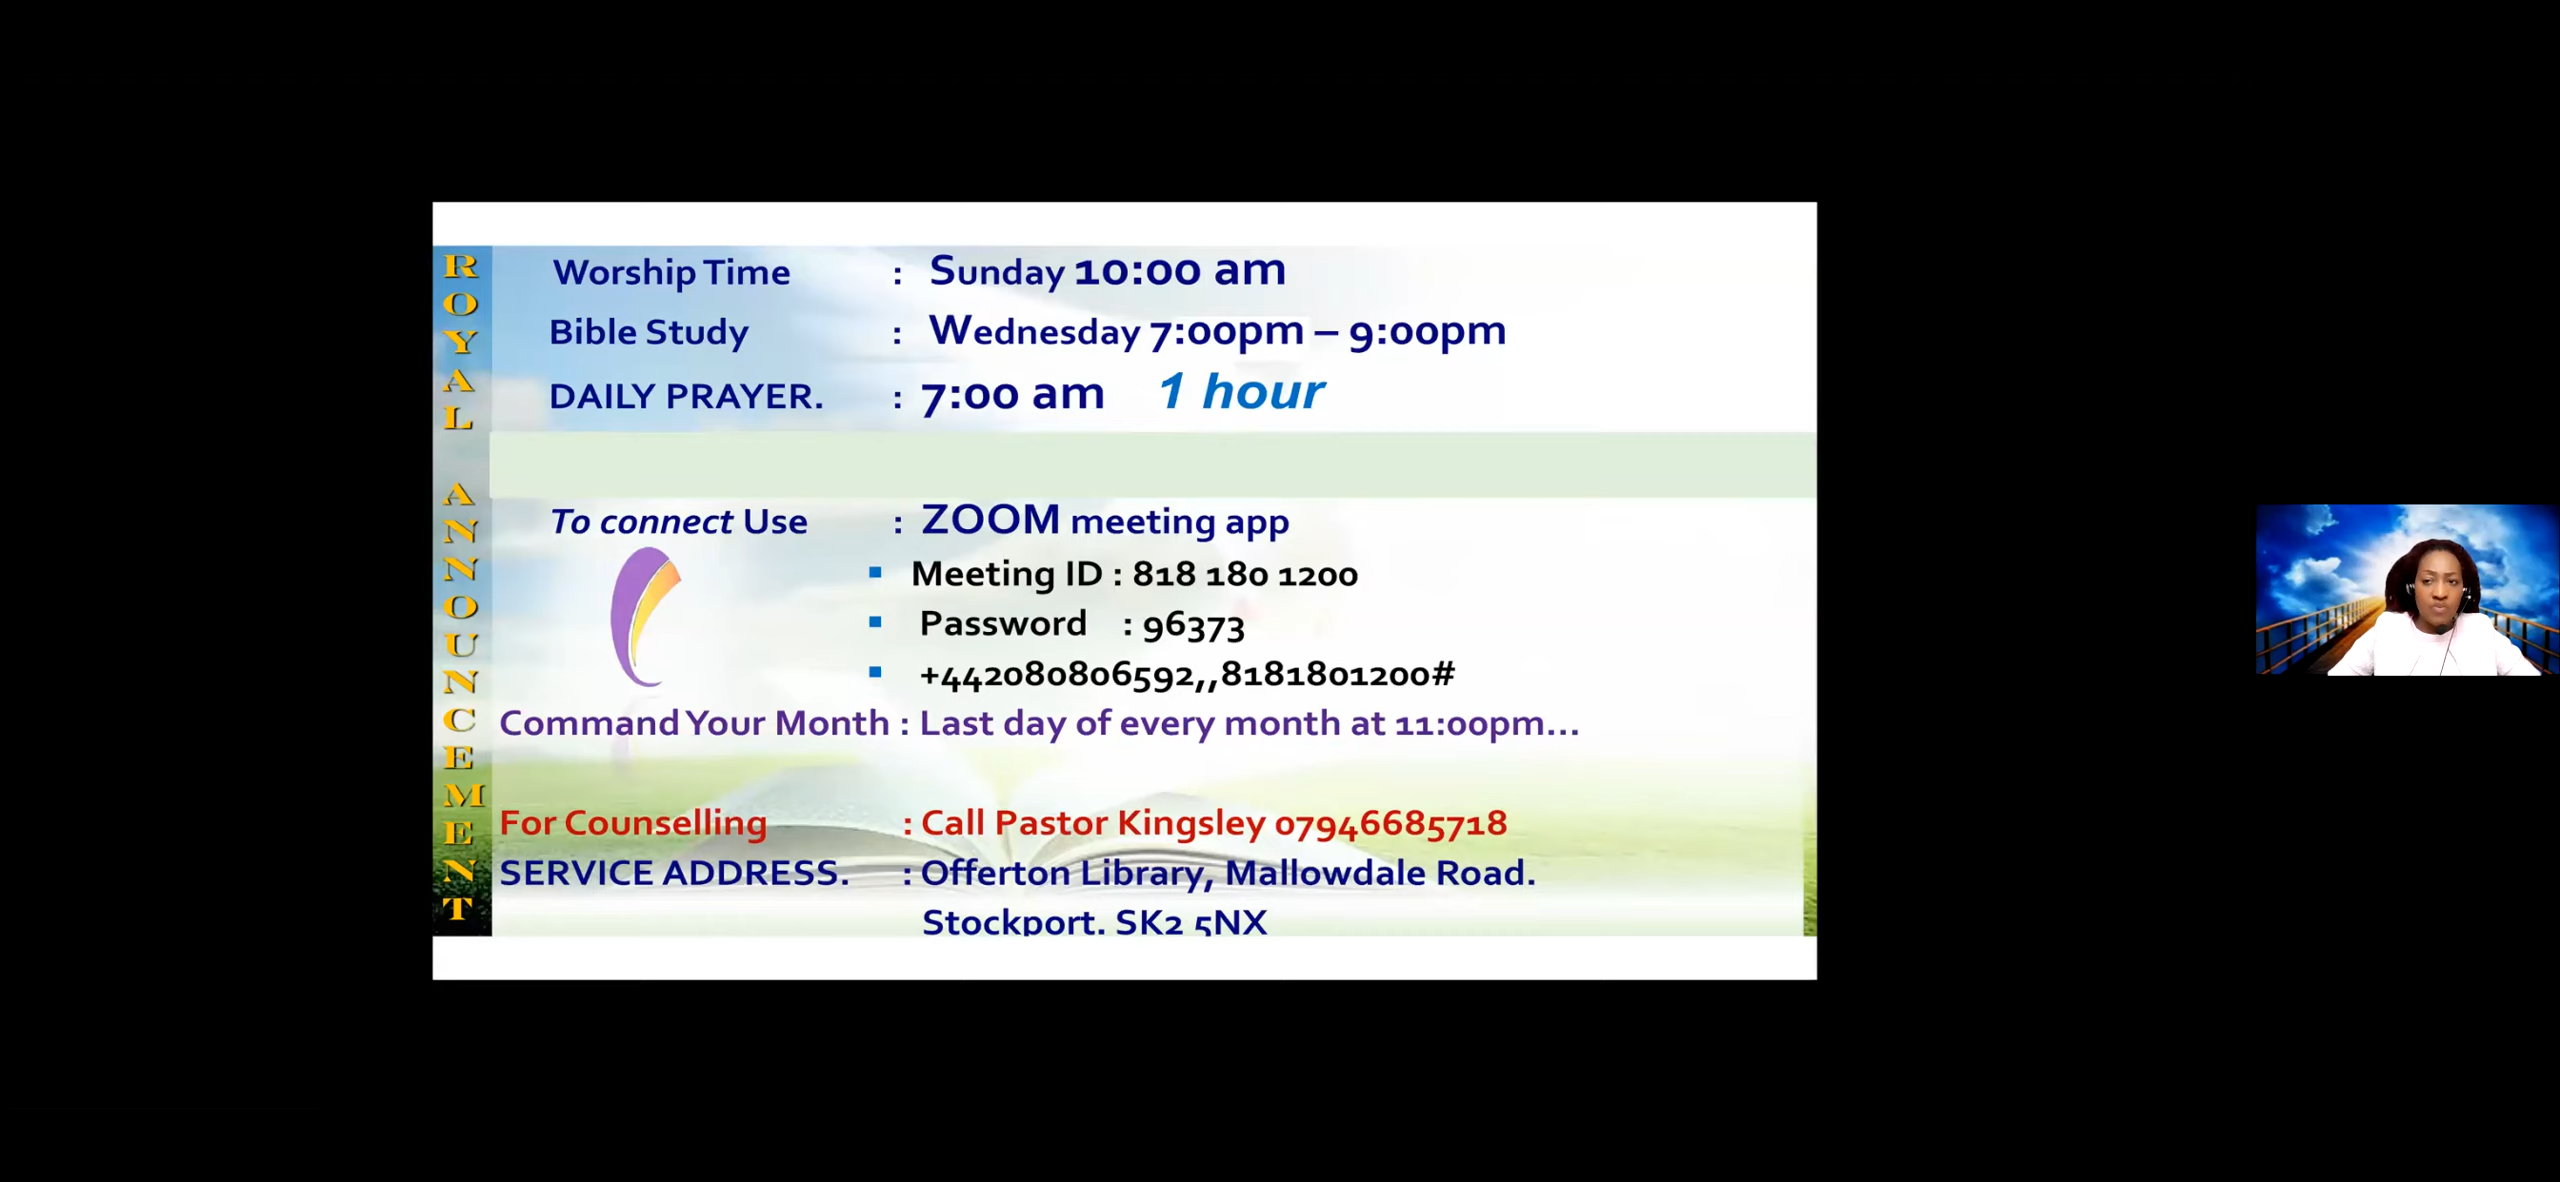 ROYAL ANNOUNCEMENT
Worship Time : Sunday 10:00 am
Bible Study : Wednesday 7:00pm – 9:00pm
DAILY PRAYER. : 7:00 am 1 hour
To connect Use : ZOOM meeting app
▪ Meeting ID : 818 180 1200
▪ Password : 96373
▪ +442080806592,,8181801200#
Command Your Month : Last day of every month at 11:00pm...
For Counselling : Call Pastor Kingsley 07946685718
SERVICE ADDRESS. : Offerton Library, Mallowdale Road.
Stockport. SK2 5NX